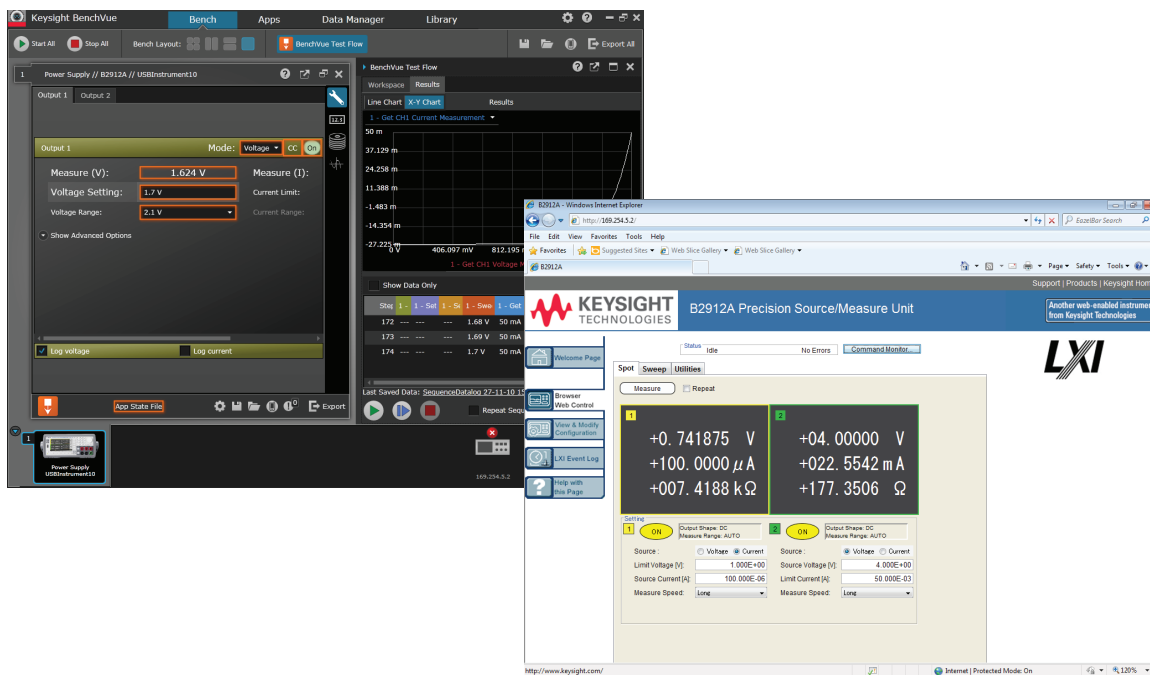 Keysight BenchVue Bench Apps Data Manager Library
Start All Stop All Bench Layout: BenchVue Test Flow Export All
1 Power Supply // B2912A // USBInstrument10
Output 1 Output 2
Output 1 Mode: Voltage CC On
Measure (V): 1.624 V Measure (I):
Voltage Setting: 1.7 V Current Limit:
Voltage Range: 2.1 V Current Range:
Show Advanced Options
Log voltage Log current
App State File Export
1
Power Supply
USBInstrument10
BenchVue Test Flow
Workspace Results
Line Chart X-Y Chart Results
1 - Get CH1 Current Measurement
50 m
37.129 m
24.258 m
11.388 m
-1.483 m
-14.354 m
-27.225 m
0 V 406.097 mV 812.195
1 - Get CH1 Voltage M
Show Data Only
Step 1 - 1 - Set 1 - Se 1 - Swe 1 - Get
172 --- --- --- 1.68 V 50 mA
173 --- --- --- 1.69 V 50 mA
174 --- --- --- 1.7 V 50 mA
Last Saved Data: SequenceDatalog 27-11-10 15
Repeat Sequ
169.254.5.2
B2912A - Windows Internet Explorer
http://169.254.5.2/ EazelBar Search
File Edit View Favorites Tools Help
Favorites Suggested Sites Web Slice Gallery Web Slice Gallery
B2912A Page Safety Tools
Support | Products | Keysight Hom
KEYSIGHT
TECHNOLOGIES
B2912A Precision Source/Measure Unit
Another web-enabled instrume
from Keysight Technologies
LXI
Welcome Page
Browser
Web Control
View & Modify
Configuration
LXI Event Log
Help with
this Page
Status
Idle No Errors Command Monitor...
Spot Sweep Utilities
Measure Repeat
1 2
+0. 741875 V +04. 00000 V
+100. 0000 μA +022. 5542 mA
+007. 4188 kΩ +177. 3506 Ω
Setting
1 ON Output Shape: DC 2 ON Output Shape: DC
Measure Range: AUTO Measure Range: AUTO
Source : Voltage Current Source : Voltage Current
Limit Voltage [V]: 1.000E+00 Source Voltage [V]: 4.000E+00
Source Current [A]: 100.000E-06 Limit Current [A]: 50.000E-03
Measure Speed: Long Measure Speed: Long
http://www.keysight.com/ Internet | Protected Mode: On 120%